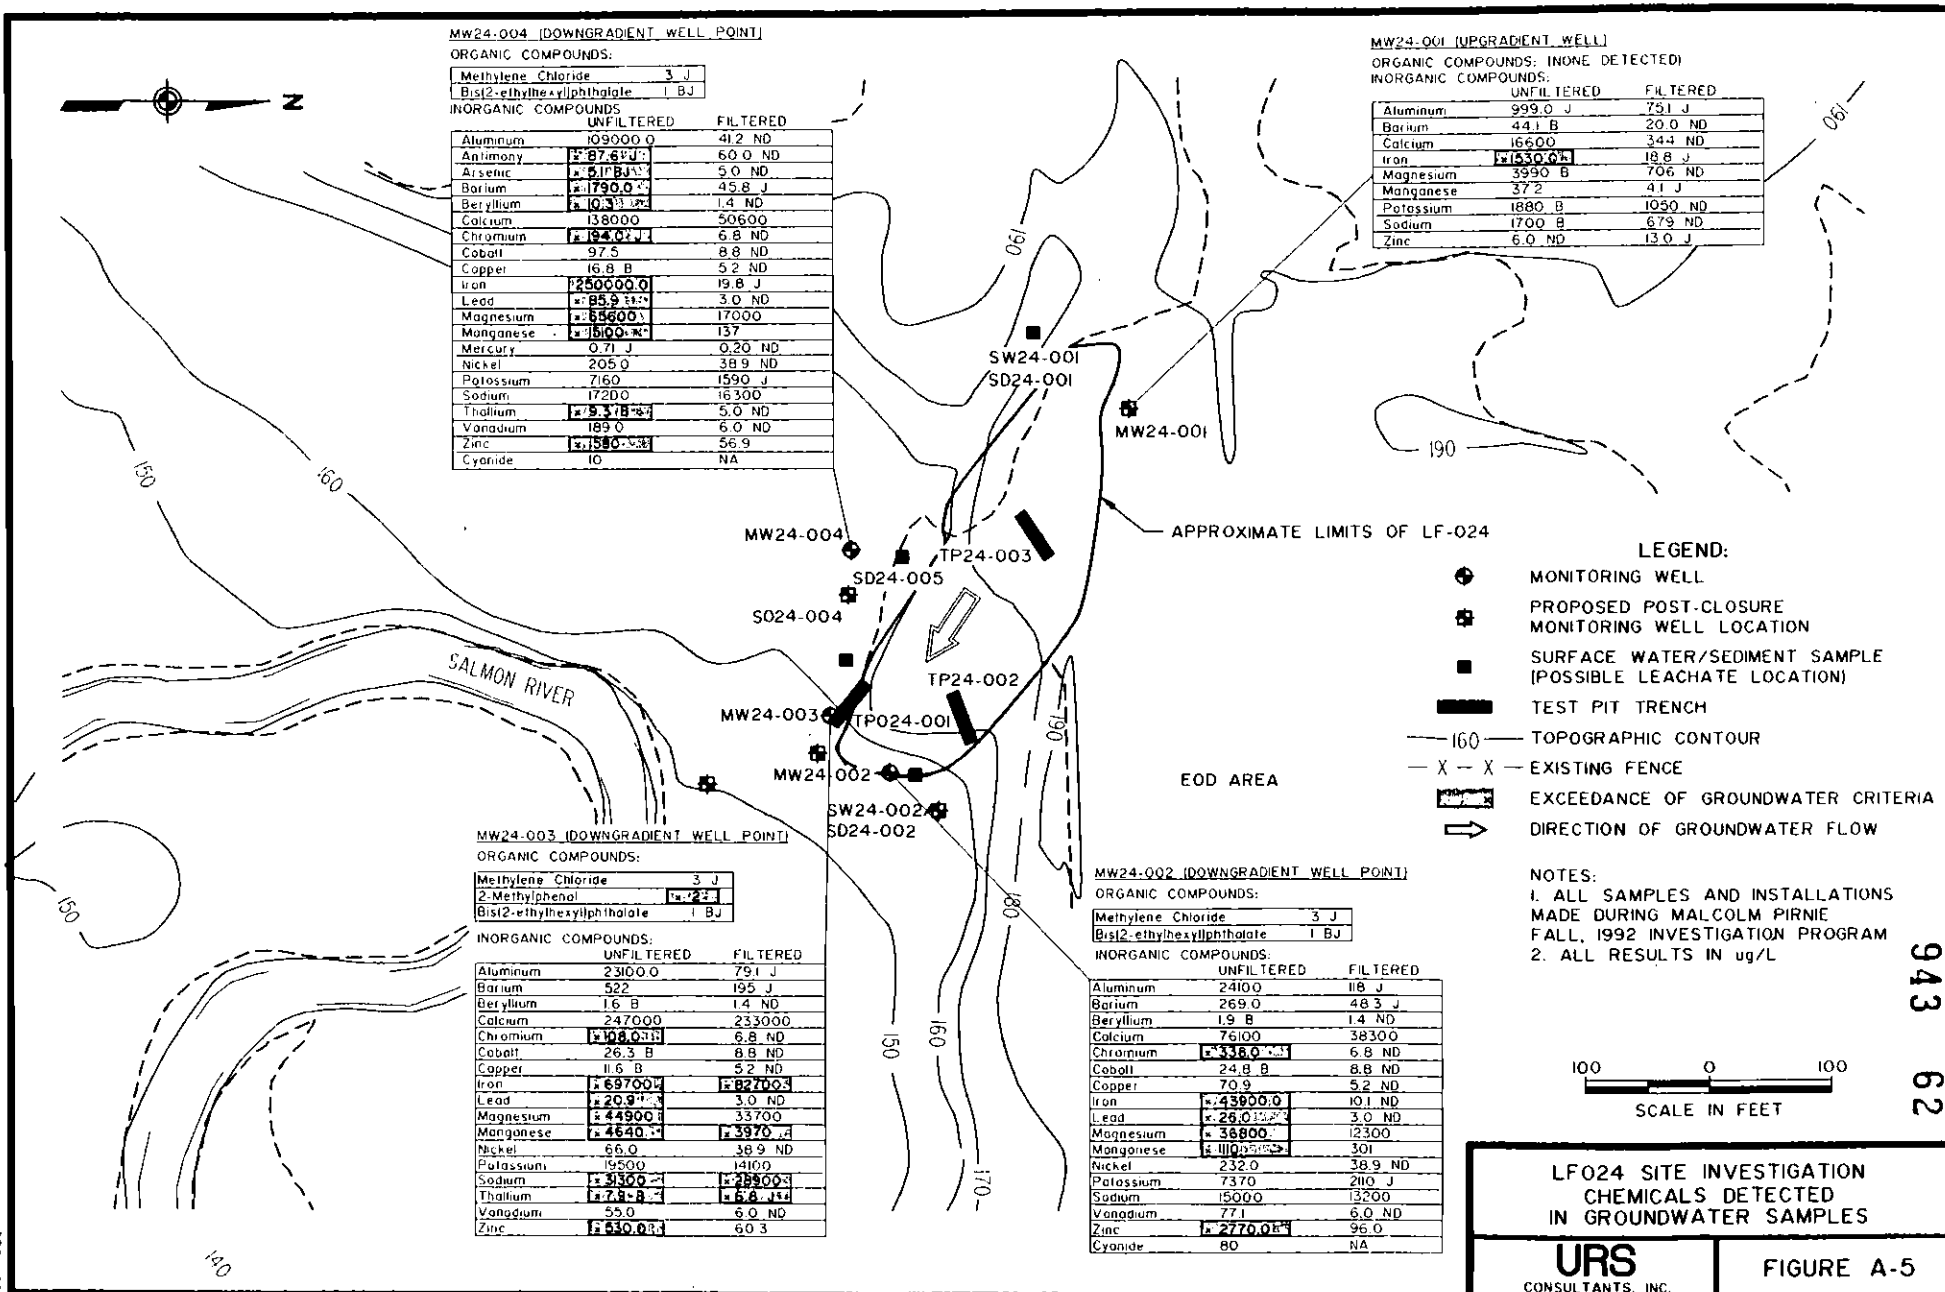 MW24-004 (DOWNGRADIENT WELL POINT)
ORGANIC COMPOUNDS:
Methylene Chloride 3 J
Bis(2-ethylhexyl)phthalate 1 BJ
INORGANIC COMPOUNDS
UNFILTERED FILTERED
Aluminum 109000.0 41.2 ND
Antimony 87.6 J 60.0 ND
Arsenic 5.1 BJ 5.0 ND
Barium 1790.0 45.8 J
Beryllium 10.3 1.4 ND
Calcium 138000 50600
Chromium 194.0 J 6.8 ND
Cobalt 97.5 8.8 ND
Copper 16.8 B 5.2 ND
Iron 250000.0 19.8 J
Lead 85.9 3.0 ND
Magnesium 65600 17000
Manganese 15100 137
Mercury 0.71 J 0.20 ND
Nickel 205.0 38.9 ND
Potassium 7160 1590 J
Sodium 17200 16300
Thallium 9.3 B 5.0 ND
Vanadium 189.0 6.0 ND
Zinc 1580 56.9
Cyanide 10 NA
MW24-001 (UPGRADIENT WELL)
ORGANIC COMPOUNDS: (NONE DETECTED)
INORGANIC COMPOUNDS:
UNFILTERED FILTERED
Aluminum 999.0 J 75.1 J
Barium 44.1 B 20.0 ND
Calcium 16600 344 ND
Iron 1530.0 18.8 J
Magnesium 3990 B 706 ND
Manganese 37.2 4.1 J
Potassium 1880 B 1050 ND
Sodium 1700 B 679 ND
Zinc 6.0 ND 13.0 J
N
190
190
190
190
180
170
160
150
160
150
150
140
SW24-001
SD24-001
MW24-001
APPROXIMATE LIMITS OF LF-024
MW24-004
TP24-003
SD24-005
SD24-004
TP24-002
SALMON RIVER
MW24-003
TP024-001
MW24-002
SW24-002
SD24-002
EOD AREA
LEGEND:
MONITORING WELL
PROPOSED POST-CLOSURE
MONITORING WELL LOCATION
SURFACE WATER/SEDIMENT SAMPLE
(POSSIBLE LEACHATE LOCATION)
TEST PIT TRENCH
160 TOPOGRAPHIC CONTOUR
X - X EXISTING FENCE
EXCEEDANCE OF GROUNDWATER CRITERIA
DIRECTION OF GROUNDWATER FLOW
NOTES:
1. ALL SAMPLES AND INSTALLATIONS
MADE DURING MALCOLM PIRNIE
FALL, 1992 INVESTIGATION PROGRAM
2. ALL RESULTS IN ug/L
MW24-003 (DOWNGRADIENT WELL POINT)
ORGANIC COMPOUNDS:
Methylene Chloride 3 J
2-Methylphenol 2
Bis(2-ethylhexyl)phthalate 1 BJ
INORGANIC COMPOUNDS:
UNFILTERED FILTERED
Aluminum 23100.0 79.1 J
Barium 522 195 J
Beryllium 1.6 B 1.4 ND
Calcium 247000 233000
Chromium 108.0 6.8 ND
Cobalt 26.3 B 8.8 ND
Copper 11.6 B 5.2 ND
Iron 69700 82700
Lead 20.9 3.0 ND
Magnesium 44900 33700
Manganese 4640 3970
Nickel 66.0 38.9 ND
Potassium 19500 14100
Sodium 31300 28900
Thallium 7.9 B 6.8 J
Vanadium 55.0 6.0 ND
Zinc 530.0 60.3
MW24-002 (DOWNGRADIENT WELL POINT)
ORGANIC COMPOUNDS:
Methylene Chloride 3 J
Bis(2-ethylhexyl)phthalate 1 BJ
INORGANIC COMPOUNDS:
UNFILTERED FILTERED
Aluminum 24100 118 J
Barium 269.0 48.3 J
Beryllium 1.9 B 1.4 ND
Calcium 76100 38300
Chromium 338.0 6.8 ND
Cobalt 24.8 B 8.8 ND
Copper 70.9 5.2 ND
Iron 43900.0 10.1 ND
Lead 26.0 3.0 ND
Magnesium 36800 12300
Manganese 1110 301
Nickel 232.0 38.9 ND
Potassium 7370 2110 J
Sodium 15000 13200
Vanadium 77.1 6.0 ND
Zinc 2770.0 96.0
Cyanide 80 NA
943 62
100 0 100
SCALE IN FEET
LF024 SITE INVESTIGATION
CHEMICALS DETECTED
IN GROUNDWATER SAMPLES
URS
CONSULTANTS, INC.
FIGURE A-5